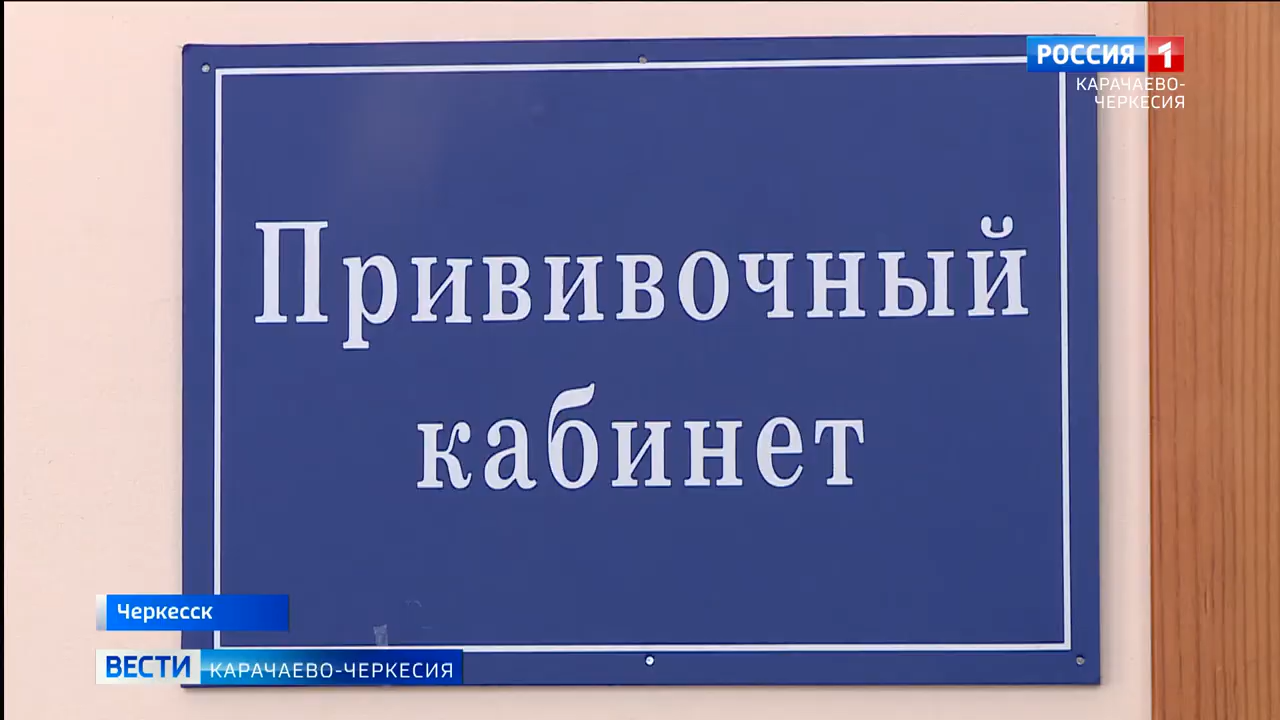 РОССИЯ 1
КАРАЧАЕВО-
ЧЕРКЕСИЯ
Прививочный
кабинет
Черкесск
ВЕСТИ КАРАЧАЕВО-ЧЕРКЕСИЯ